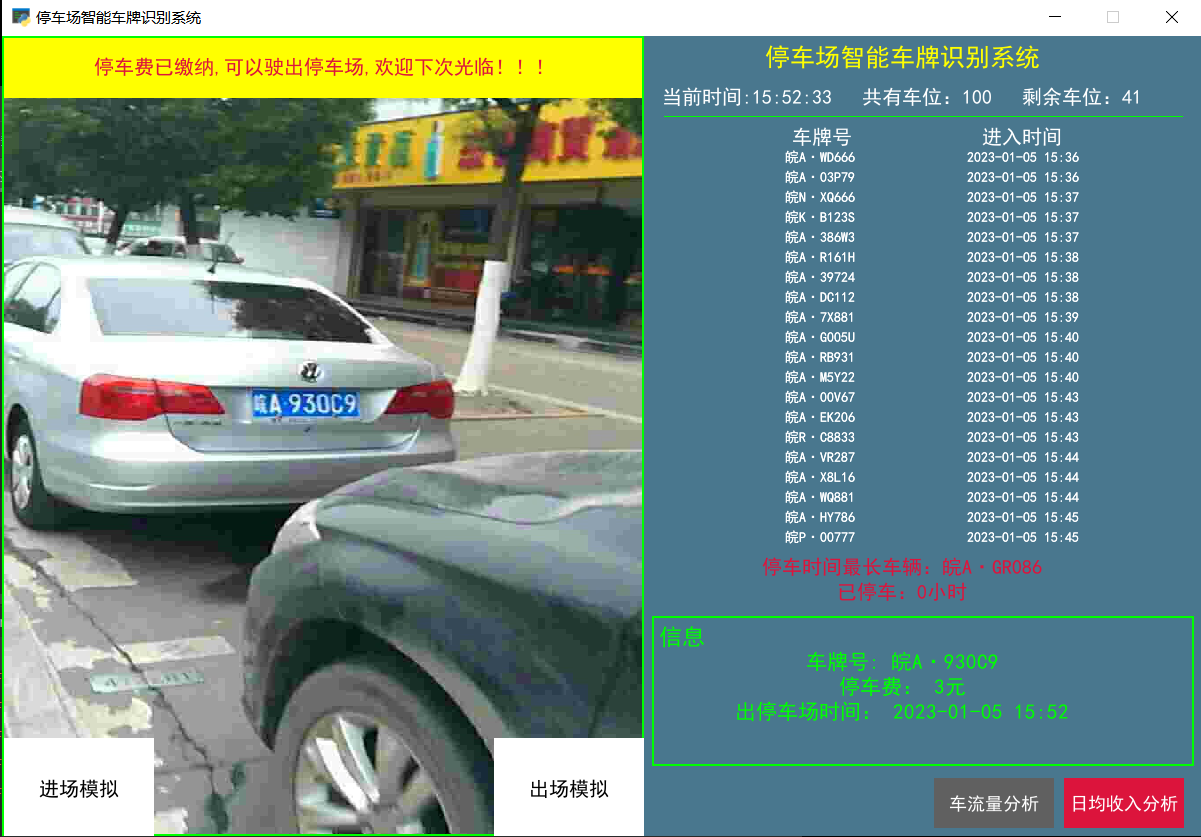 停车场智能车牌识别系统
停车费已缴纳,可以驶出停车场,欢迎下次光临！！！
皖A·930C9
进场模拟
出场模拟
停车场智能车牌识别系统
当前时间:15:52:33 共有车位：100 剩余车位：41
车牌号 进入时间
皖A·WD666 2023-01-05 15:36
皖A·03P79 2023-01-05 15:36
皖N·XQ666 2023-01-05 15:37
皖K·B123S 2023-01-05 15:37
皖A·386W3 2023-01-05 15:37
皖A·R161H 2023-01-05 15:38
皖A·39724 2023-01-05 15:38
皖A·DC112 2023-01-05 15:38
皖A·7X881 2023-01-05 15:39
皖A·G005U 2023-01-05 15:40
皖A·RB931 2023-01-05 15:40
皖A·M5Y22 2023-01-05 15:40
皖A·00V67 2023-01-05 15:43
皖A·EK206 2023-01-05 15:43
皖R·C8833 2023-01-05 15:43
皖A·VR287 2023-01-05 15:44
皖A·X8L16 2023-01-05 15:44
皖A·WQ881 2023-01-05 15:44
皖A·HY786 2023-01-05 15:45
皖P·00777 2023-01-05 15:45
停车时间最长车辆：皖A·GR086
已停车：0小时
信息
车牌号: 皖A·930C9
停车费： 3元
出停车场时间： 2023-01-05 15:52
车流量分析
日均收入分析